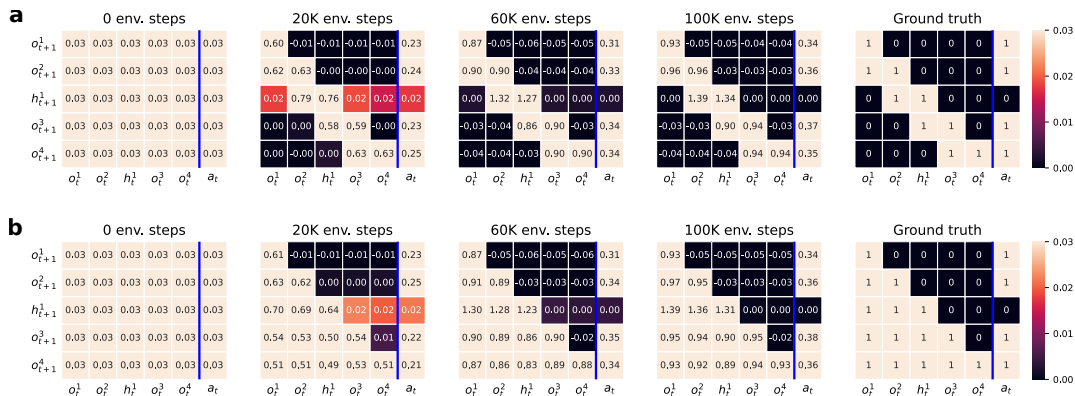 a
0 env. steps 20K env. steps 60K env. steps 100K env. steps Ground truth
o¹ₜ₊₁ 0.03 0.03 0.03 0.03 0.03 0.03 0.60 -0.01 -0.01 -0.01 -0.01 0.23 0.87 -0.05 -0.06 -0.05 -0.05 0.31 0.93 -0.05 -0.05 -0.04 -0.04 0.34 1 0 0 0 0 1 0.03
o²ₜ₊₁ 0.03 0.03 0.03 0.03 0.03 0.03 0.62 0.63 -0.00 -0.00 -0.00 0.24 0.90 0.90 -0.04 -0.04 -0.04 0.33 0.96 0.96 -0.03 -0.03 -0.03 0.36 1 1 0 0 0 1 0.02
h¹ₜ₊₁ 0.03 0.03 0.03 0.03 0.03 0.03 0.02 0.79 0.76 0.02 0.02 0.02 0.00 1.32 1.27 0.00 0.00 0.00 0.00 1.39 1.34 0.00 0.00 0.00 0 1 1 0 0 0 0.01
o³ₜ₊₁ 0.03 0.03 0.03 0.03 0.03 0.03 0.00 0.00 0.58 0.59 -0.00 0.23 -0.03 -0.04 0.86 0.90 -0.03 0.34 -0.03 -0.03 0.90 0.94 -0.03 0.37 0 0 1 1 0 1
o⁴ₜ₊₁ 0.03 0.03 0.03 0.03 0.03 0.03 0.00 -0.00 0.00 0.63 0.63 0.25 -0.04 -0.04 -0.03 0.90 0.90 0.34 -0.04 -0.04 -0.04 0.94 0.94 0.35 0 0 0 1 1 1 0.00
o¹ₜ o²ₜ h¹ₜ o³ₜ o⁴ₜ aₜ o¹ₜ o²ₜ h¹ₜ o³ₜ o⁴ₜ aₜ o¹ₜ o²ₜ h¹ₜ o³ₜ o⁴ₜ aₜ o¹ₜ o²ₜ h¹ₜ o³ₜ o⁴ₜ aₜ o¹ₜ o²ₜ h¹ₜ o³ₜ o⁴ₜ aₜ
b
0 env. steps 20K env. steps 60K env. steps 100K env. steps Ground truth
o¹ₜ₊₁ 0.03 0.03 0.03 0.03 0.03 0.03 0.61 -0.01 -0.01 -0.01 -0.01 0.23 0.87 -0.05 -0.06 -0.06 -0.06 0.31 0.93 -0.05 -0.05 -0.05 -0.05 0.34 1 0 0 0 0 1 0.03
o²ₜ₊₁ 0.03 0.03 0.03 0.03 0.03 0.03 0.63 0.62 0.00 0.00 0.00 0.25 0.91 0.89 -0.03 -0.03 -0.03 0.34 0.96 0.95 -0.03 -0.03 -0.03 0.36 1 1 0 0 0 1 0.02
h¹ₜ₊₁ 0.03 0.03 0.03 0.03 0.03 0.03 0.70 0.69 0.64 0.02 0.02 0.02 1.30 1.28 1.23 0.00 0.00 0.00 1.39 1.36 1.31 0.00 0.00 0.00 1 1 1 0 0 0 0.01
o³ₜ₊₁ 0.03 0.03 0.03 0.03 0.03 0.03 0.54 0.53 0.50 0.54 0.01 0.22 0.90 0.89 0.86 0.90 -0.02 0.35 0.95 0.94 0.94 0.95 -0.02 0.38 1 1 1 1 0 1
o⁴ₜ₊₁ 0.03 0.03 0.03 0.03 0.03 0.03 0.51 0.51 0.49 0.53 0.51 0.21 0.87 0.86 0.83 0.89 0.88 0.34 0.93 0.92 0.90 0.94 0.93 0.36 1 1 1 1 1 1 0.00
o¹ₜ o²ₜ h¹ₜ o³ₜ o⁴ₜ aₜ o¹ₜ o²ₜ h¹ₜ o³ₜ o⁴ₜ aₜ o¹ₜ o²ₜ h¹ₜ o³ₜ o⁴ₜ aₜ o¹ₜ o²ₜ h¹ₜ o³ₜ o⁴ₜ aₜ o¹ₜ o²ₜ h¹ₜ o³ₜ o⁴ₜ aₜ